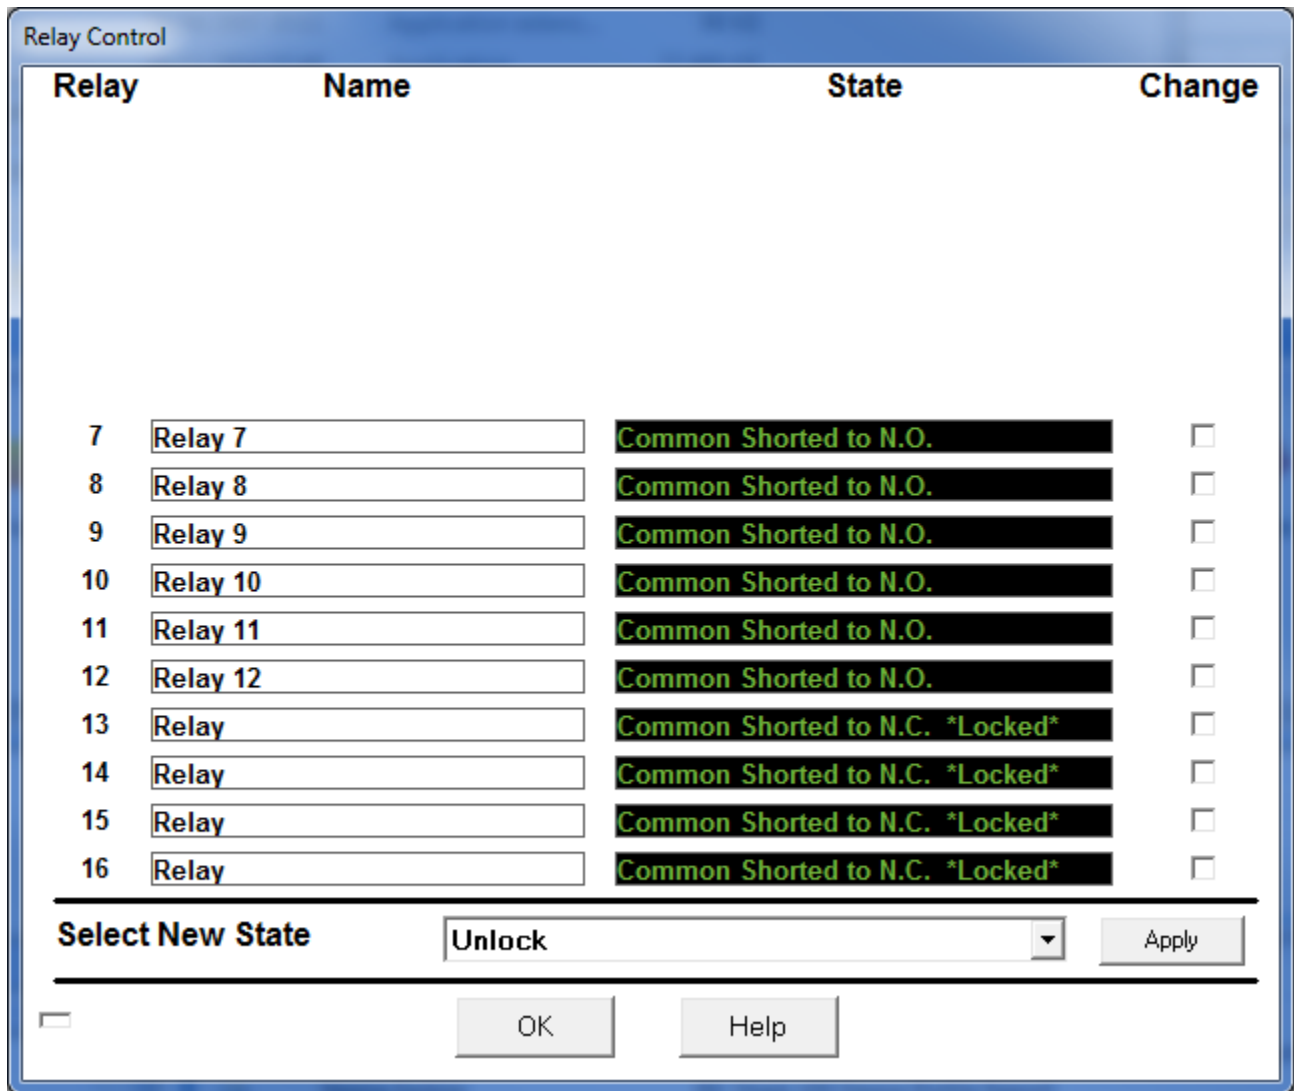 Relay Control
Relay Name State Change
7 Relay 7 Common Shorted to N.O.
8 Relay 8 Common Shorted to N.O.
9 Relay 9 Common Shorted to N.O.
10 Relay 10 Common Shorted to N.O.
11 Relay 11 Common Shorted to N.O.
12 Relay 12 Common Shorted to N.O.
13 Relay Common Shorted to N.C. *Locked*
14 Relay Common Shorted to N.C. *Locked*
15 Relay Common Shorted to N.C. *Locked*
16 Relay Common Shorted to N.C. *Locked*
Select New State Unlock Apply
OK Help